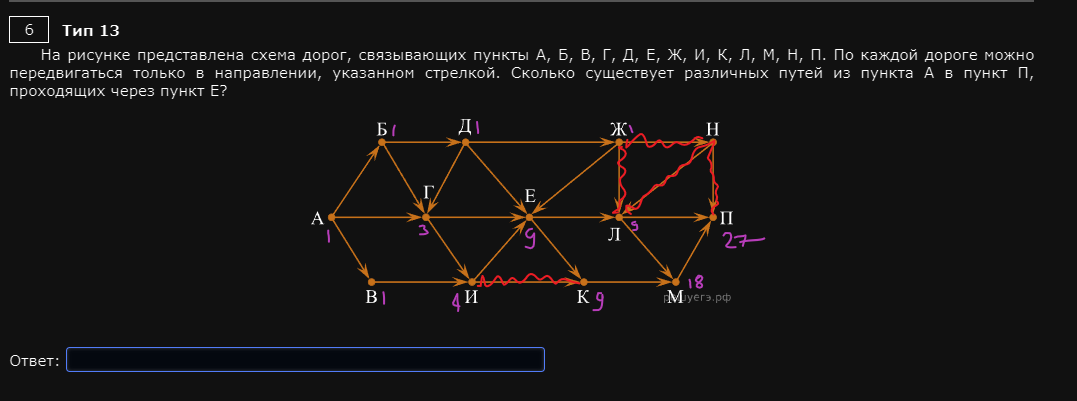 6 Тип 13
На рисунке представлена схема дорог, связывающих пункты А, Б, В, Г, Д, Е, Ж, И, К, Л, М, Н, П. По каждой дороге можно
передвигаться только в направлении, указанном стрелкой. Сколько существует различных путей из пункта А в пункт П,
проходящих через пункт Е?
Б 1 Д 1 Ж 1 Н
Г Е
А П
1 3 9 Л 9 27
В 1 4 И К 9 М 18
решуегэ.рф
Ответ: